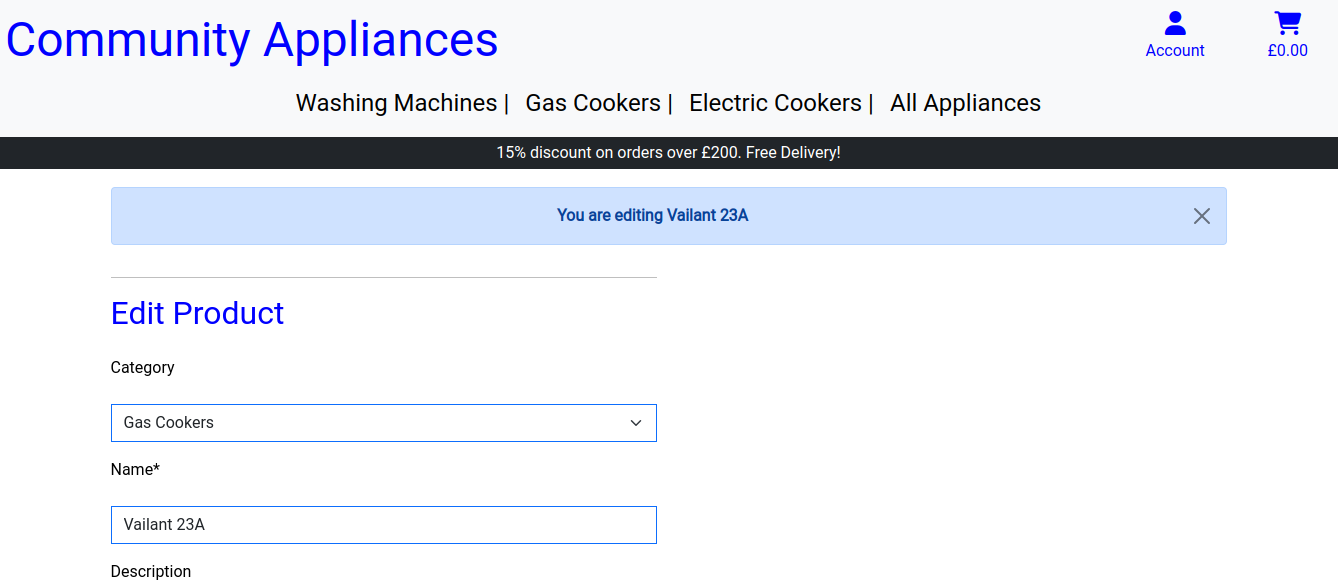 Community Appliances
Account
£0.00
Washing Machines | Gas Cookers | Electric Cookers | All Appliances
15% discount on orders over £200. Free Delivery!
You are editing Vailant 23A
Edit Product
Category
Gas Cookers
Name*
Vailant 23A
Description